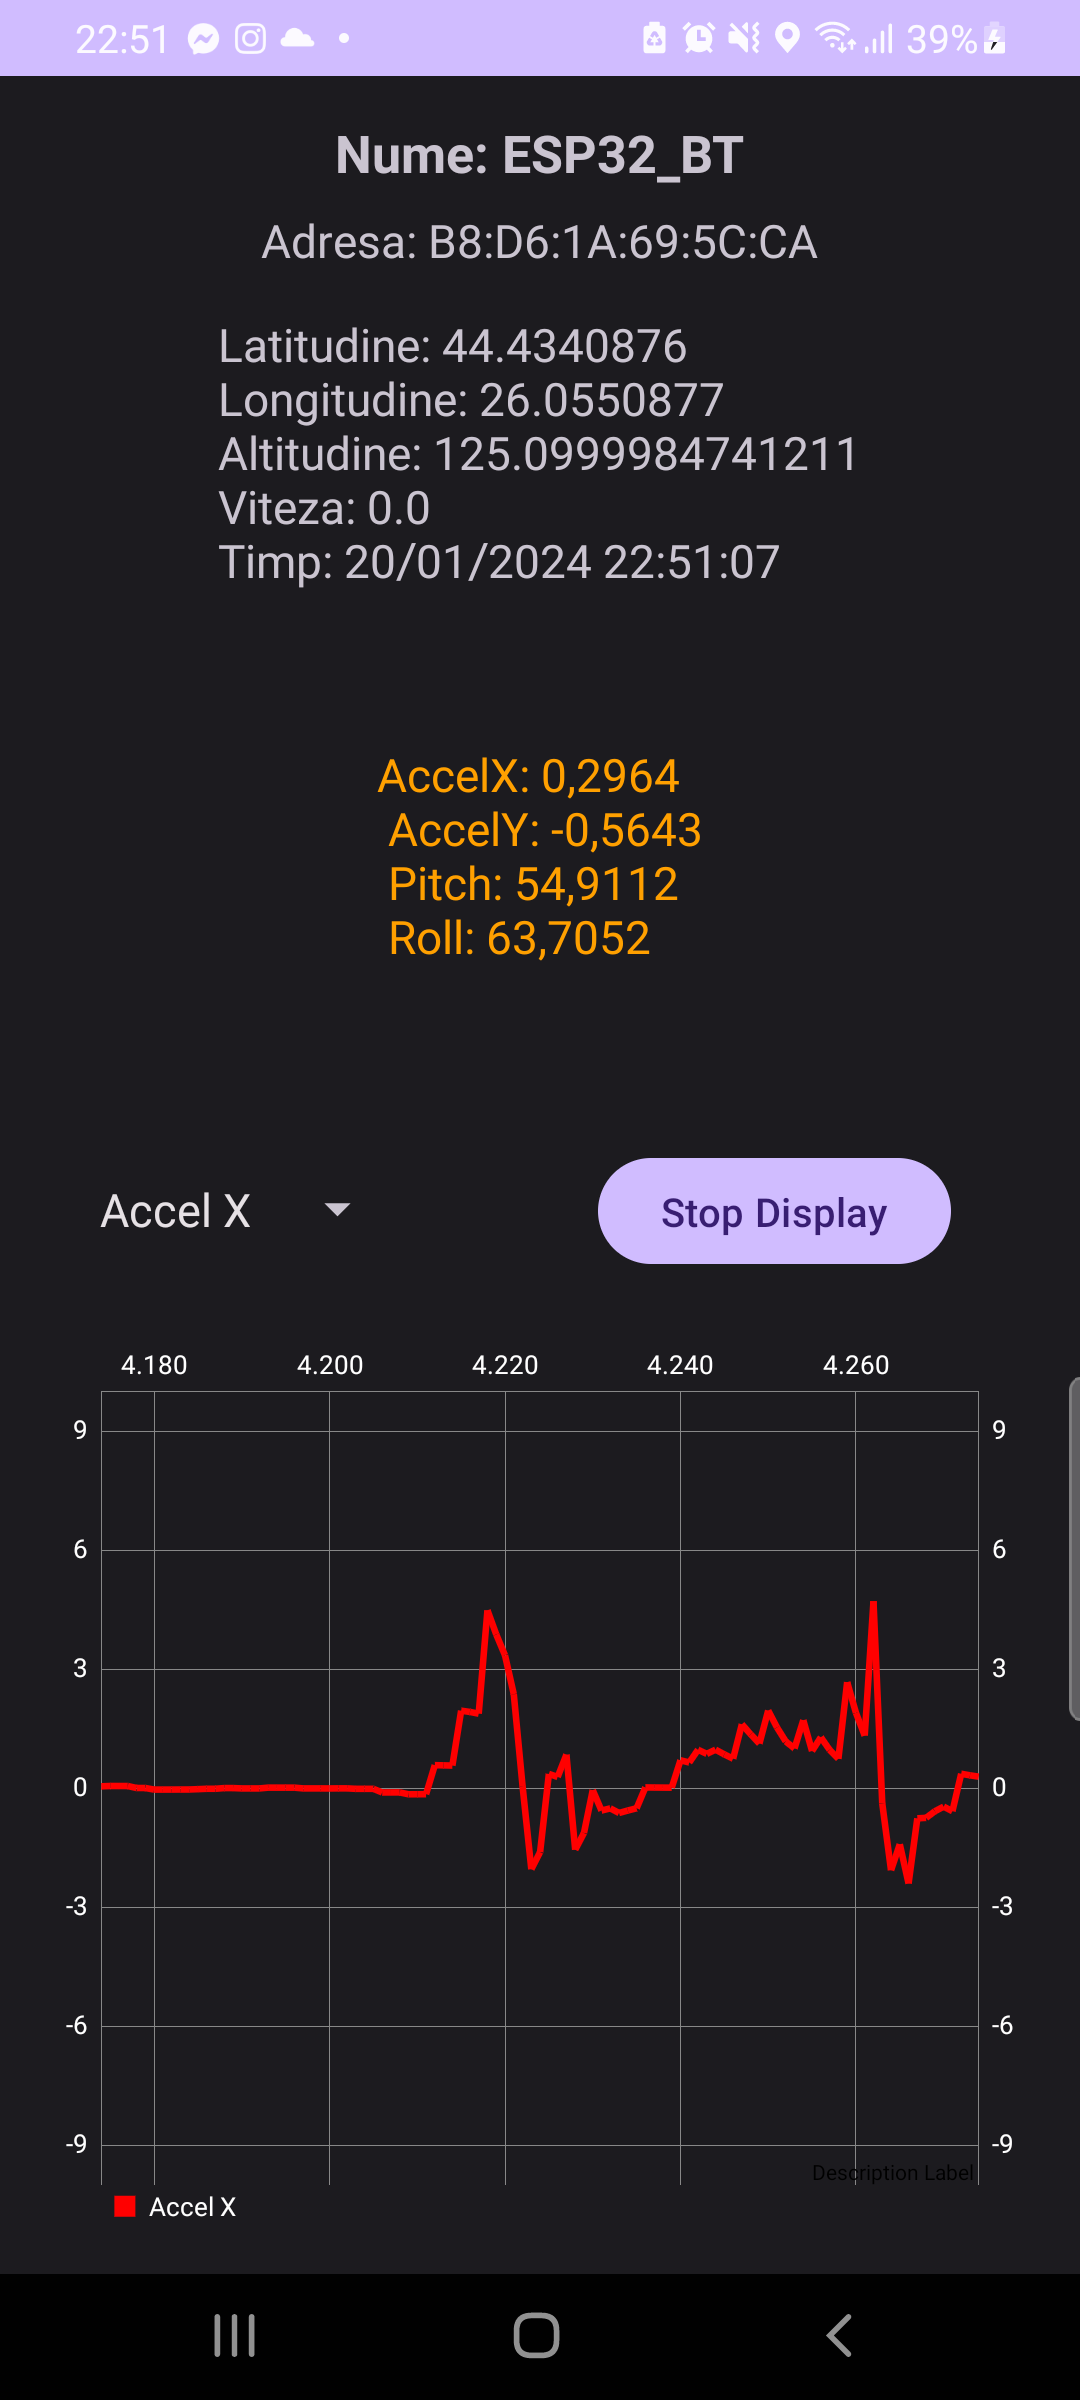 22:51 39%
Nume: ESP32_BT
Adresa: B8:D6:1A:69:5C:CA
Latitudine: 44.4340876
Longitudine: 26.0550877
Altitudine: 125.0999984741211
Viteza: 0.0
Timp: 20/01/2024 22:51:07
AccelX: 0,2964
AccelY: -0,5643
Pitch: 54,9112
Roll: 63,7052
Accel X Stop Display
4.180 4.200 4.220 4.240 4.260
9 9
6 6
3 3
0 0
-3 -3
-6 -6
-9 -9
Description Label
Accel X